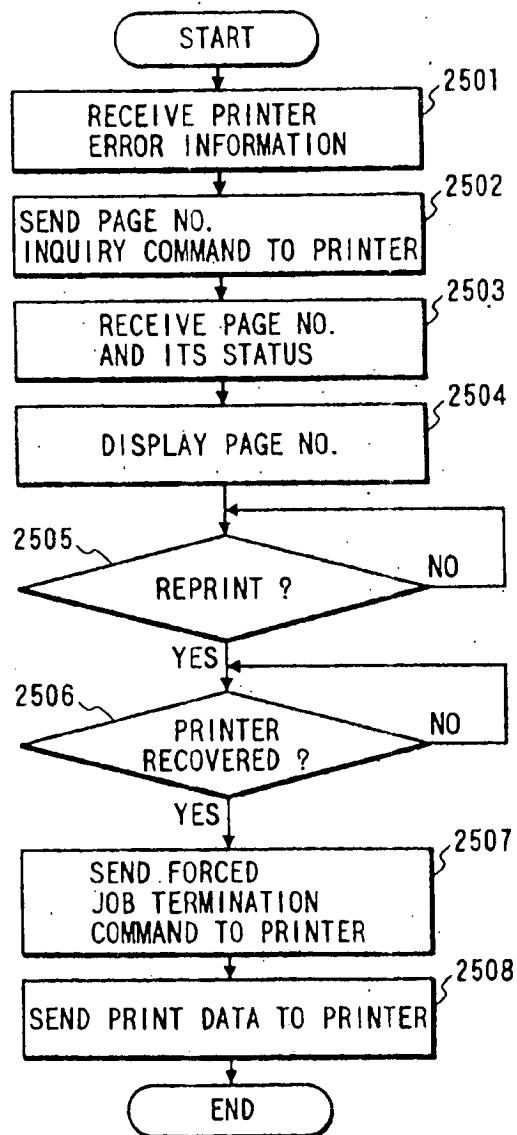 START
2501
RECEIVE PRINTER
ERROR INFORMATION
2502
SEND PAGE NO.
INQUIRY COMMAND TO PRINTER
2503
RECEIVE PAGE NO.
AND ITS STATUS
2504
DISPLAY PAGE NO.
2505
REPRINT ?
NO
YES
2506
PRINTER
RECOVERED ?
NO
YES
2507
SEND FORCED
JOB TERMINATION
COMMAND TO PRINTER
2508
SEND PRINT DATA TO PRINTER
END